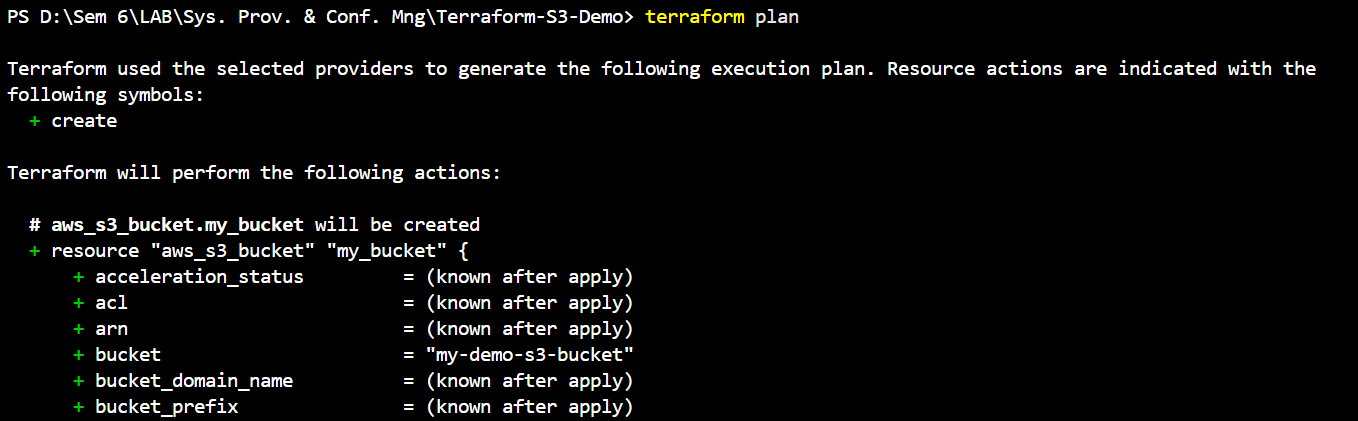 PS D:\Sem 6\LAB\Sys. Prov. & Conf. Mng\Terraform-S3-Demo> terraform plan
Terraform used the selected providers to generate the following execution plan. Resource actions are indicated with the
following symbols:
  + create
Terraform will perform the following actions:
  # aws_s3_bucket.my_bucket will be created
  + resource "aws_s3_bucket" "my_bucket" {
      + acceleration_status         = (known after apply)
      + acl                         = (known after apply)
      + arn                         = (known after apply)
      + bucket                      = "my-demo-s3-bucket"
      + bucket_domain_name          = (known after apply)
      + bucket_prefix               = (known after apply)